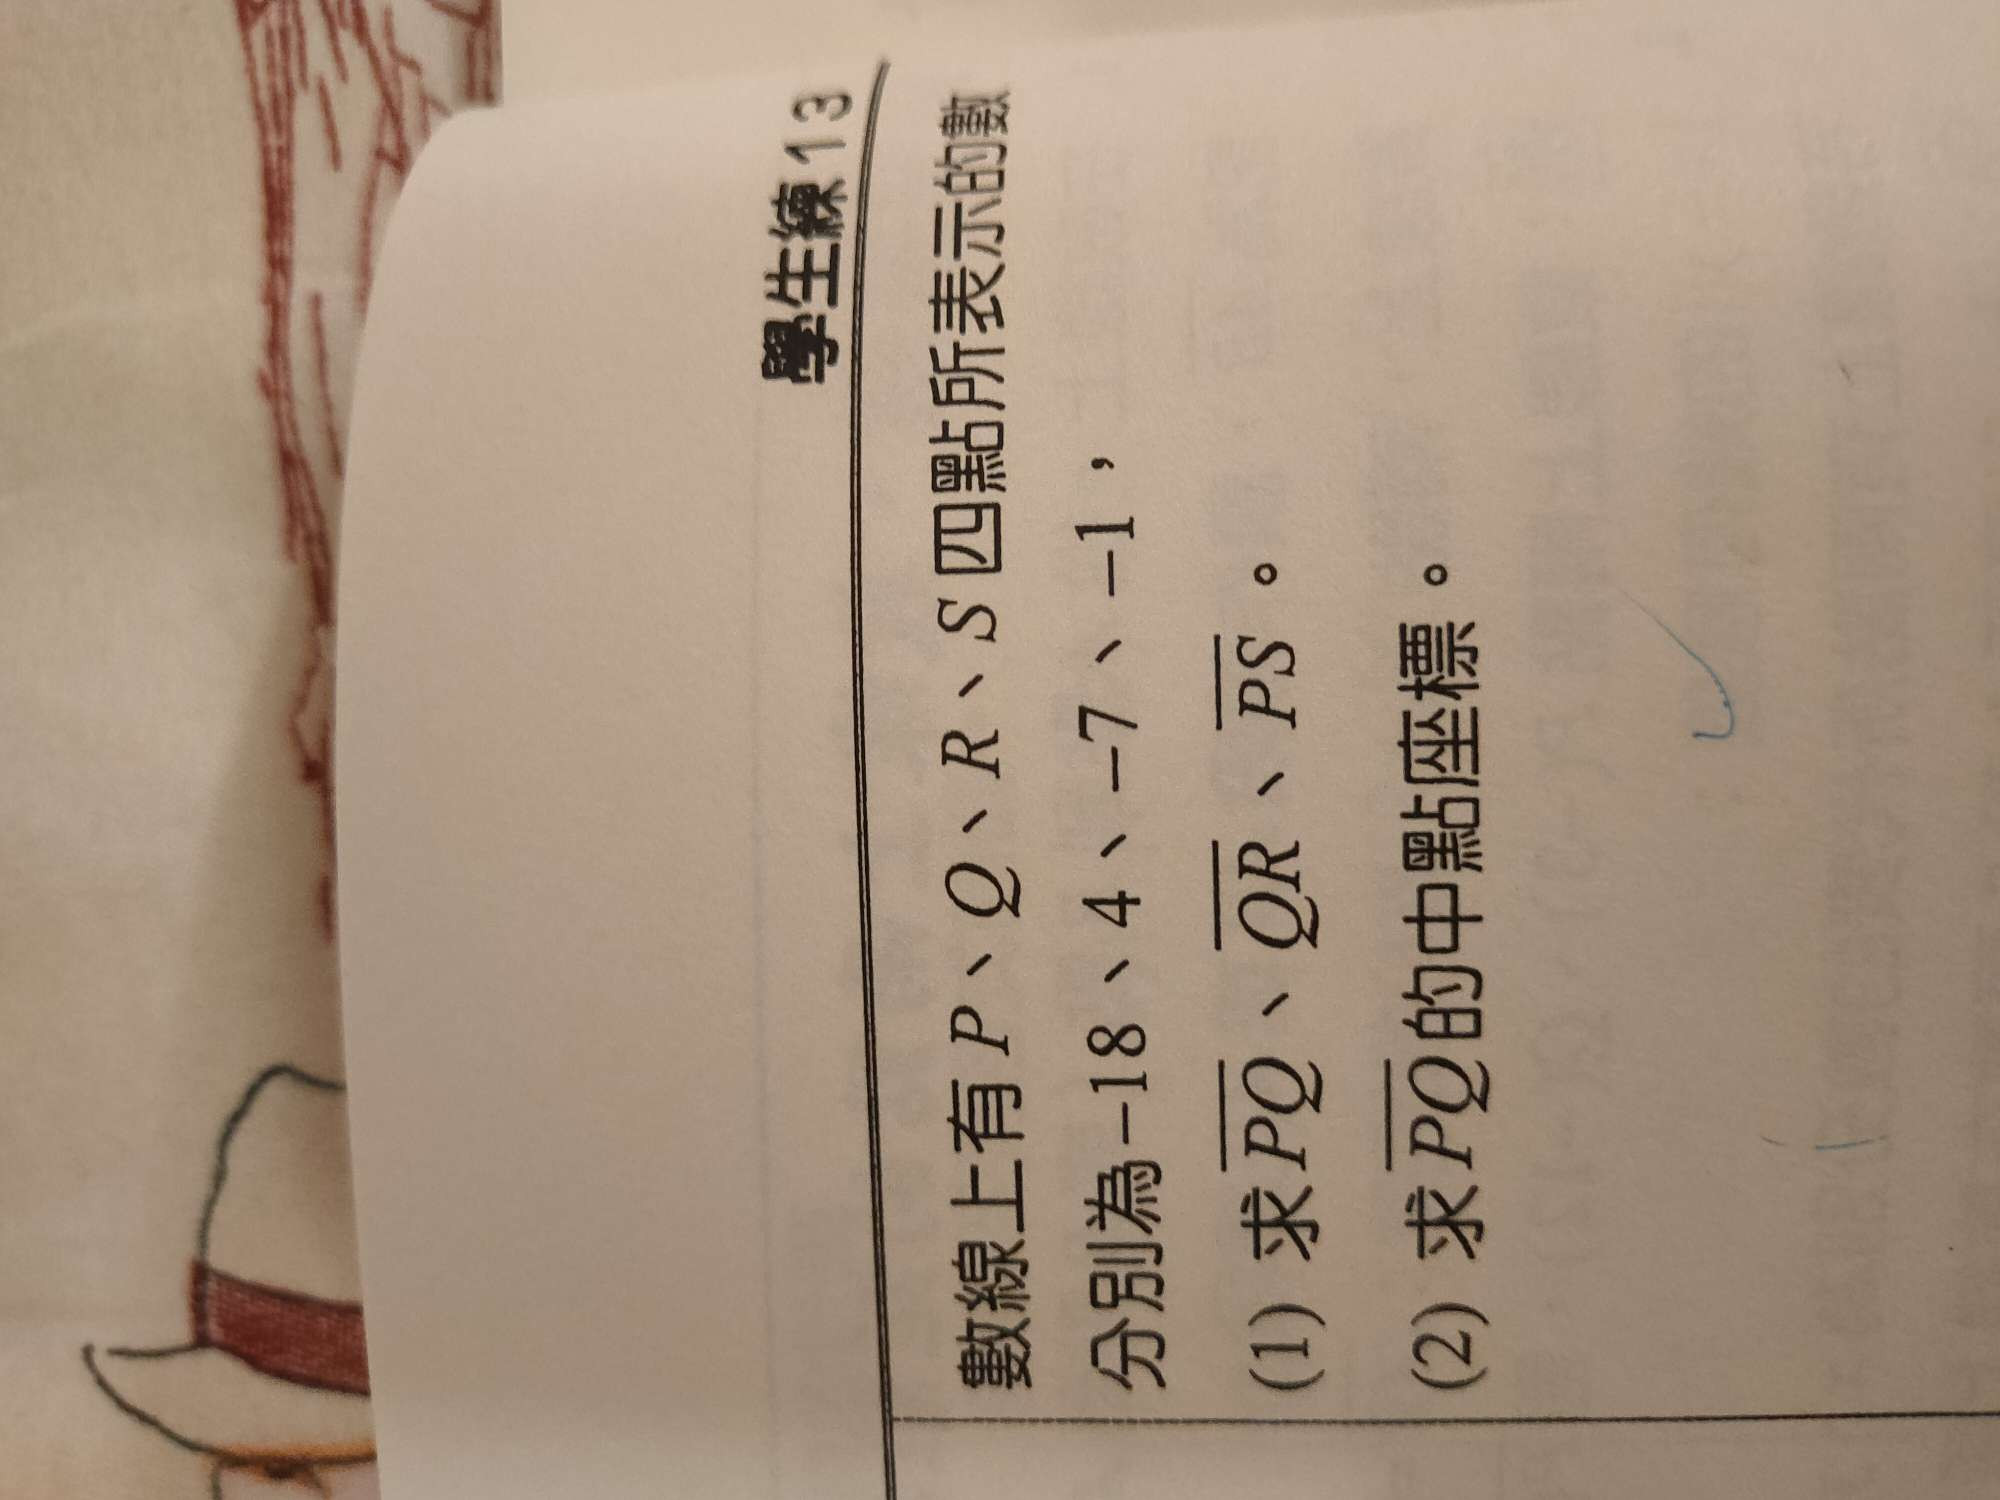 學生練13
數線上有P、Q、R、S四點所表示的數
分別為-18、4、-7、-1，
(1) 求PQ、QR、PS。
(2) 求PQ的中點座標。